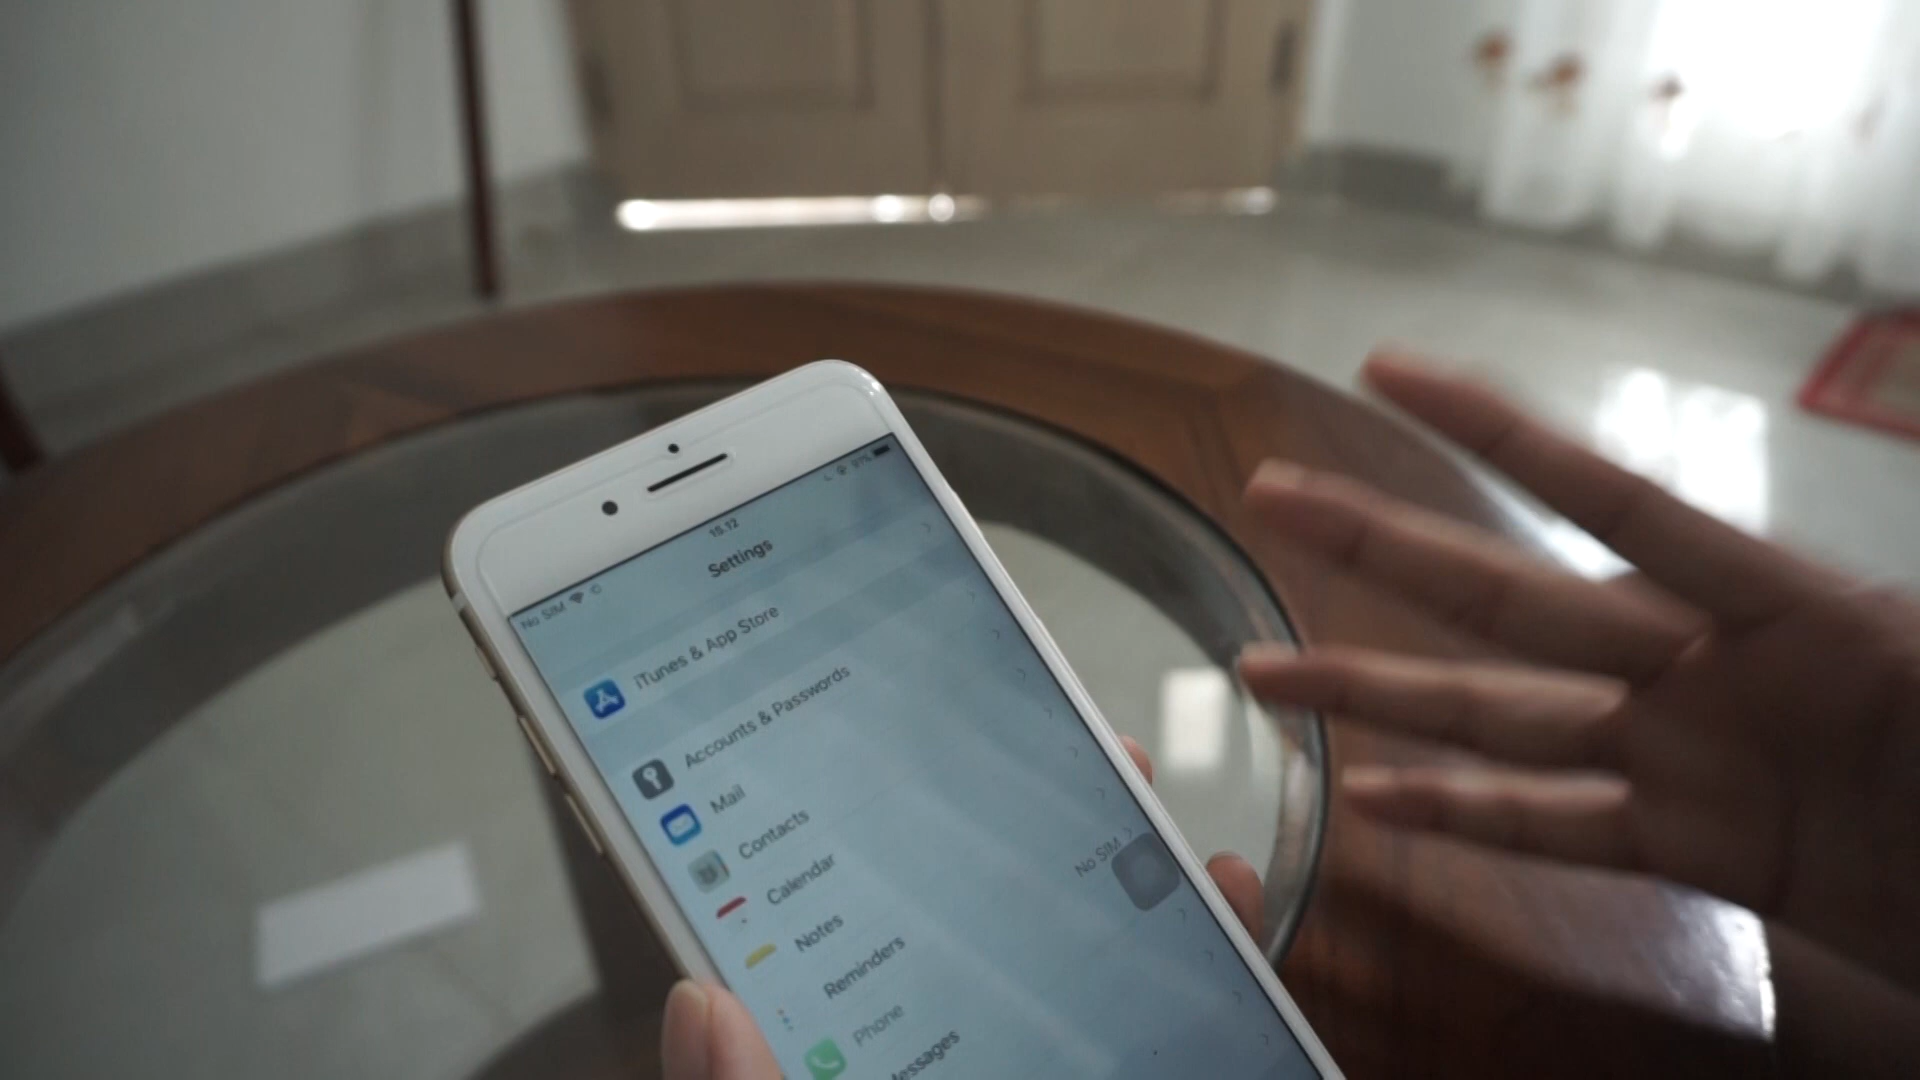 No SIM
15.12
91%
Settings
iTunes & App Store
Accounts & Passwords
Mail
Contacts
Calendar
Notes
Reminders
Phone
No SIM
Messages